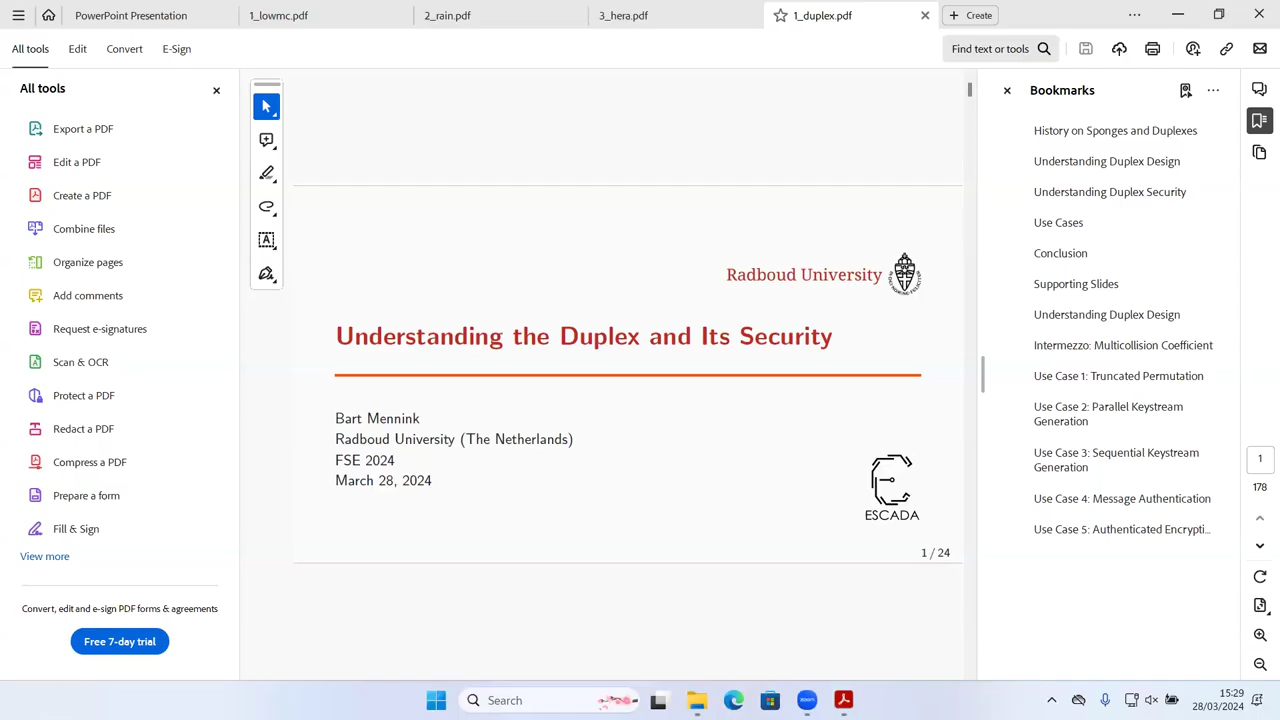 PowerPoint Presentation
1_lowmc.pdf
2_rain.pdf
3_hera.pdf
1_duplex.pdf
Create
All tools
Edit
Convert
E-Sign
Find text or tools
All tools
Export a PDF
Edit a PDF
Create a PDF
Combine files
Organize pages
Add comments
Request e-signatures
Scan & OCR
Protect a PDF
Redact a PDF
Compress a PDF
Prepare a form
Fill & Sign
View more
Convert, edit and e-sign PDF forms & agreements
Free 7-day trial
Radboud University
Understanding the Duplex and Its Security
Bart Mennink
Radboud University (The Netherlands)
FSE 2024
March 28, 2024
ESCADA
1 / 24
Bookmarks
History on Sponges and Duplexes
Understanding Duplex Design
Understanding Duplex Security
Use Cases
Conclusion
Supporting Slides
Understanding Duplex Design
Intermezzo: Multicollision Coefficient
Use Case 1: Truncated Permutation
Use Case 2: Parallel Keystream
Generation
Use Case 3: Sequential Keystream
Generation
Use Case 4: Message Authentication
Use Case 5: Authenticated Encrypti...
1
178
Search
zoom
15:29
28/03/2024